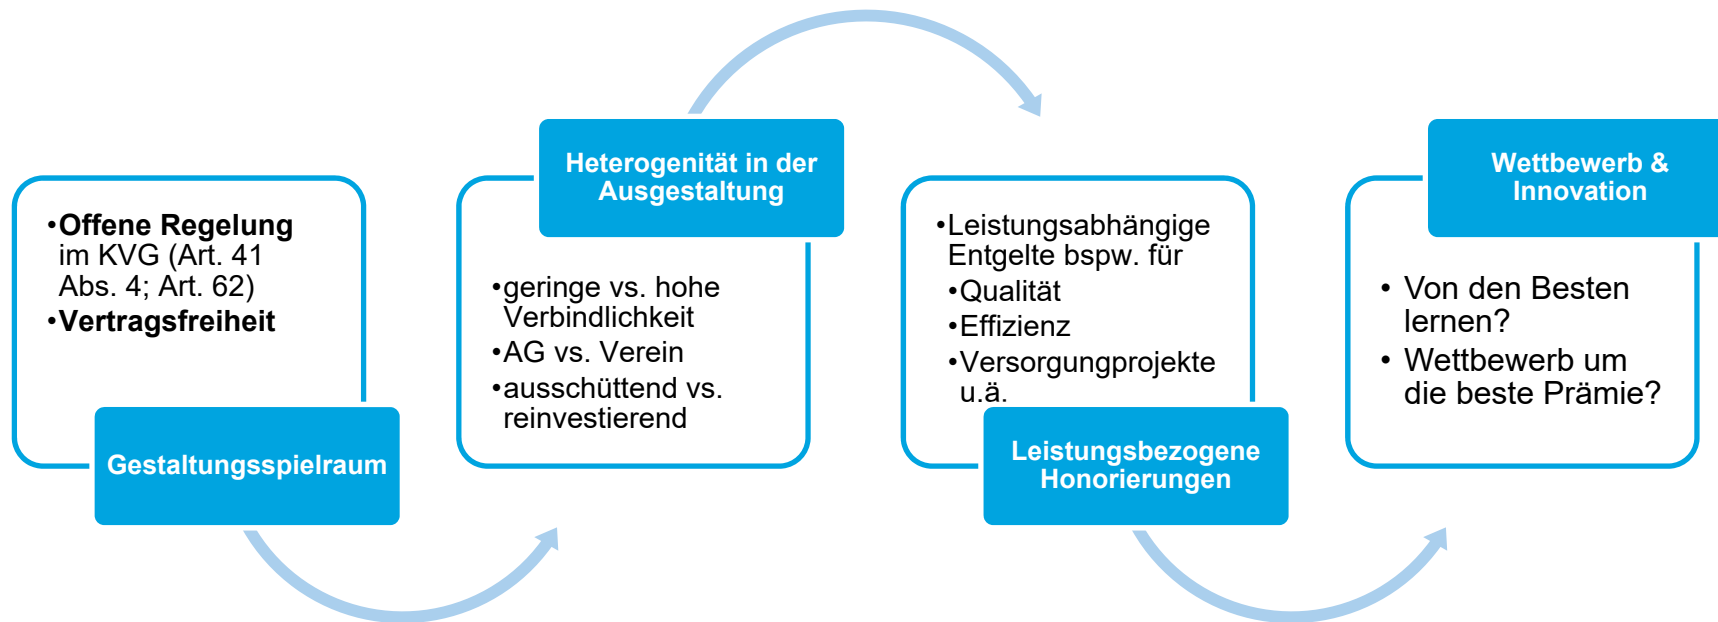 •Offene Regelung
im KVG (Art. 41
Abs. 4; Art. 62)
•Vertragsfreiheit
Gestaltungsspielraum
Heterogenität in der
Ausgestaltung
•geringe vs. hohe
Verbindlichkeit
•AG vs. Verein
•ausschüttend vs.
reinvestierend
•Leistungsabhängige
Entgelte bspw. für
•Qualität
•Effizienz
•Versorgungprojekte
u.ä.
Leistungsbezogene
Honorierungen
Wettbewerb &
Innovation
• Von den Besten
lernen?
• Wettbewerb um
die beste Prämie?